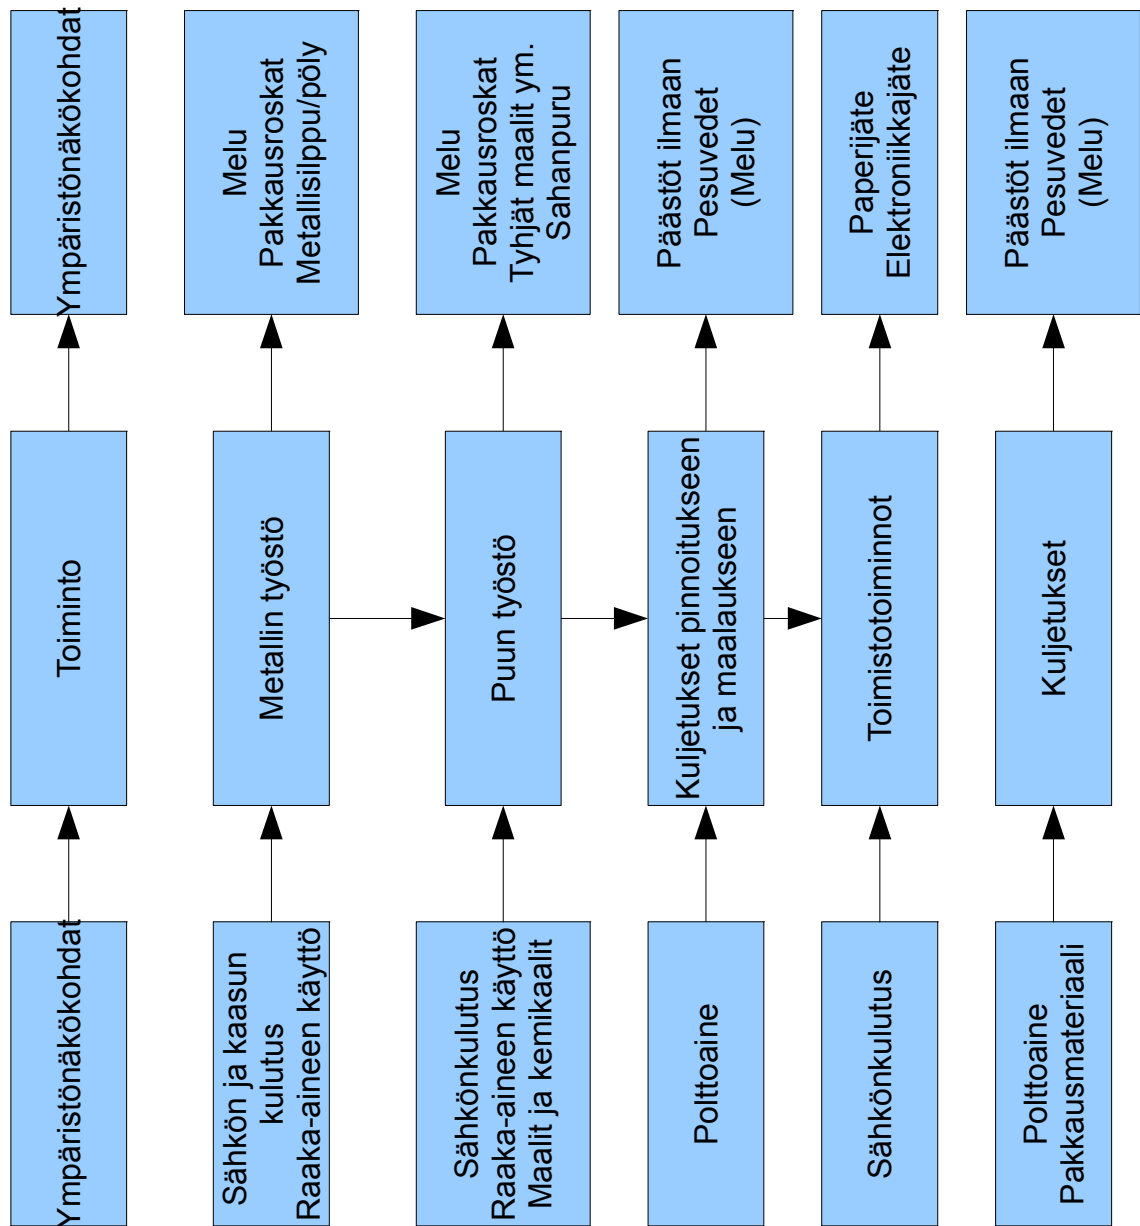 Ympäristönäkökohdat
Toiminto
Ympäristönäkökohdat
Sähkön ja kaasun
kulutus
Raaka-aineen käyttö
Metallin työstö
Melu
Pakkausroskat
Metallisilppu/pöly
Sähkönkulutus
Raaka-aineen käyttö
Maalit ja kemikaalit
Puun työstö
Melu
Pakkausroskat
Tyhjät maalit ym.
Sahanpuru
Polttoaine
Kuljetukset pinnoitukseen
ja maalaukseen
Päästöt ilmaan
Pesuvedet
(Melu)
Sähkönkulutus
Toimistotoiminnot
Paperijäte
Elektroniikkajäte
Polttoaine
Pakkausmateriaali
Kuljetukset
Päästöt ilmaan
Pesuvedet
(Melu)